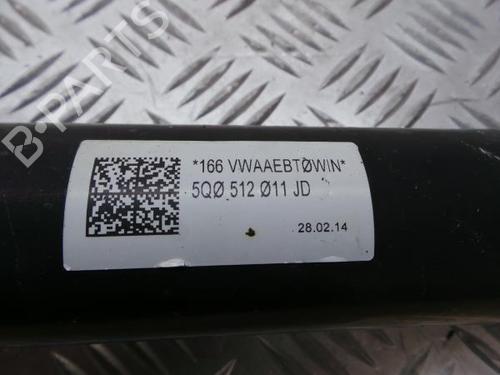 B-PARTS
*166 VWAAEBTØWIN*
5QØ 512 Ø11 JD
28.02.14